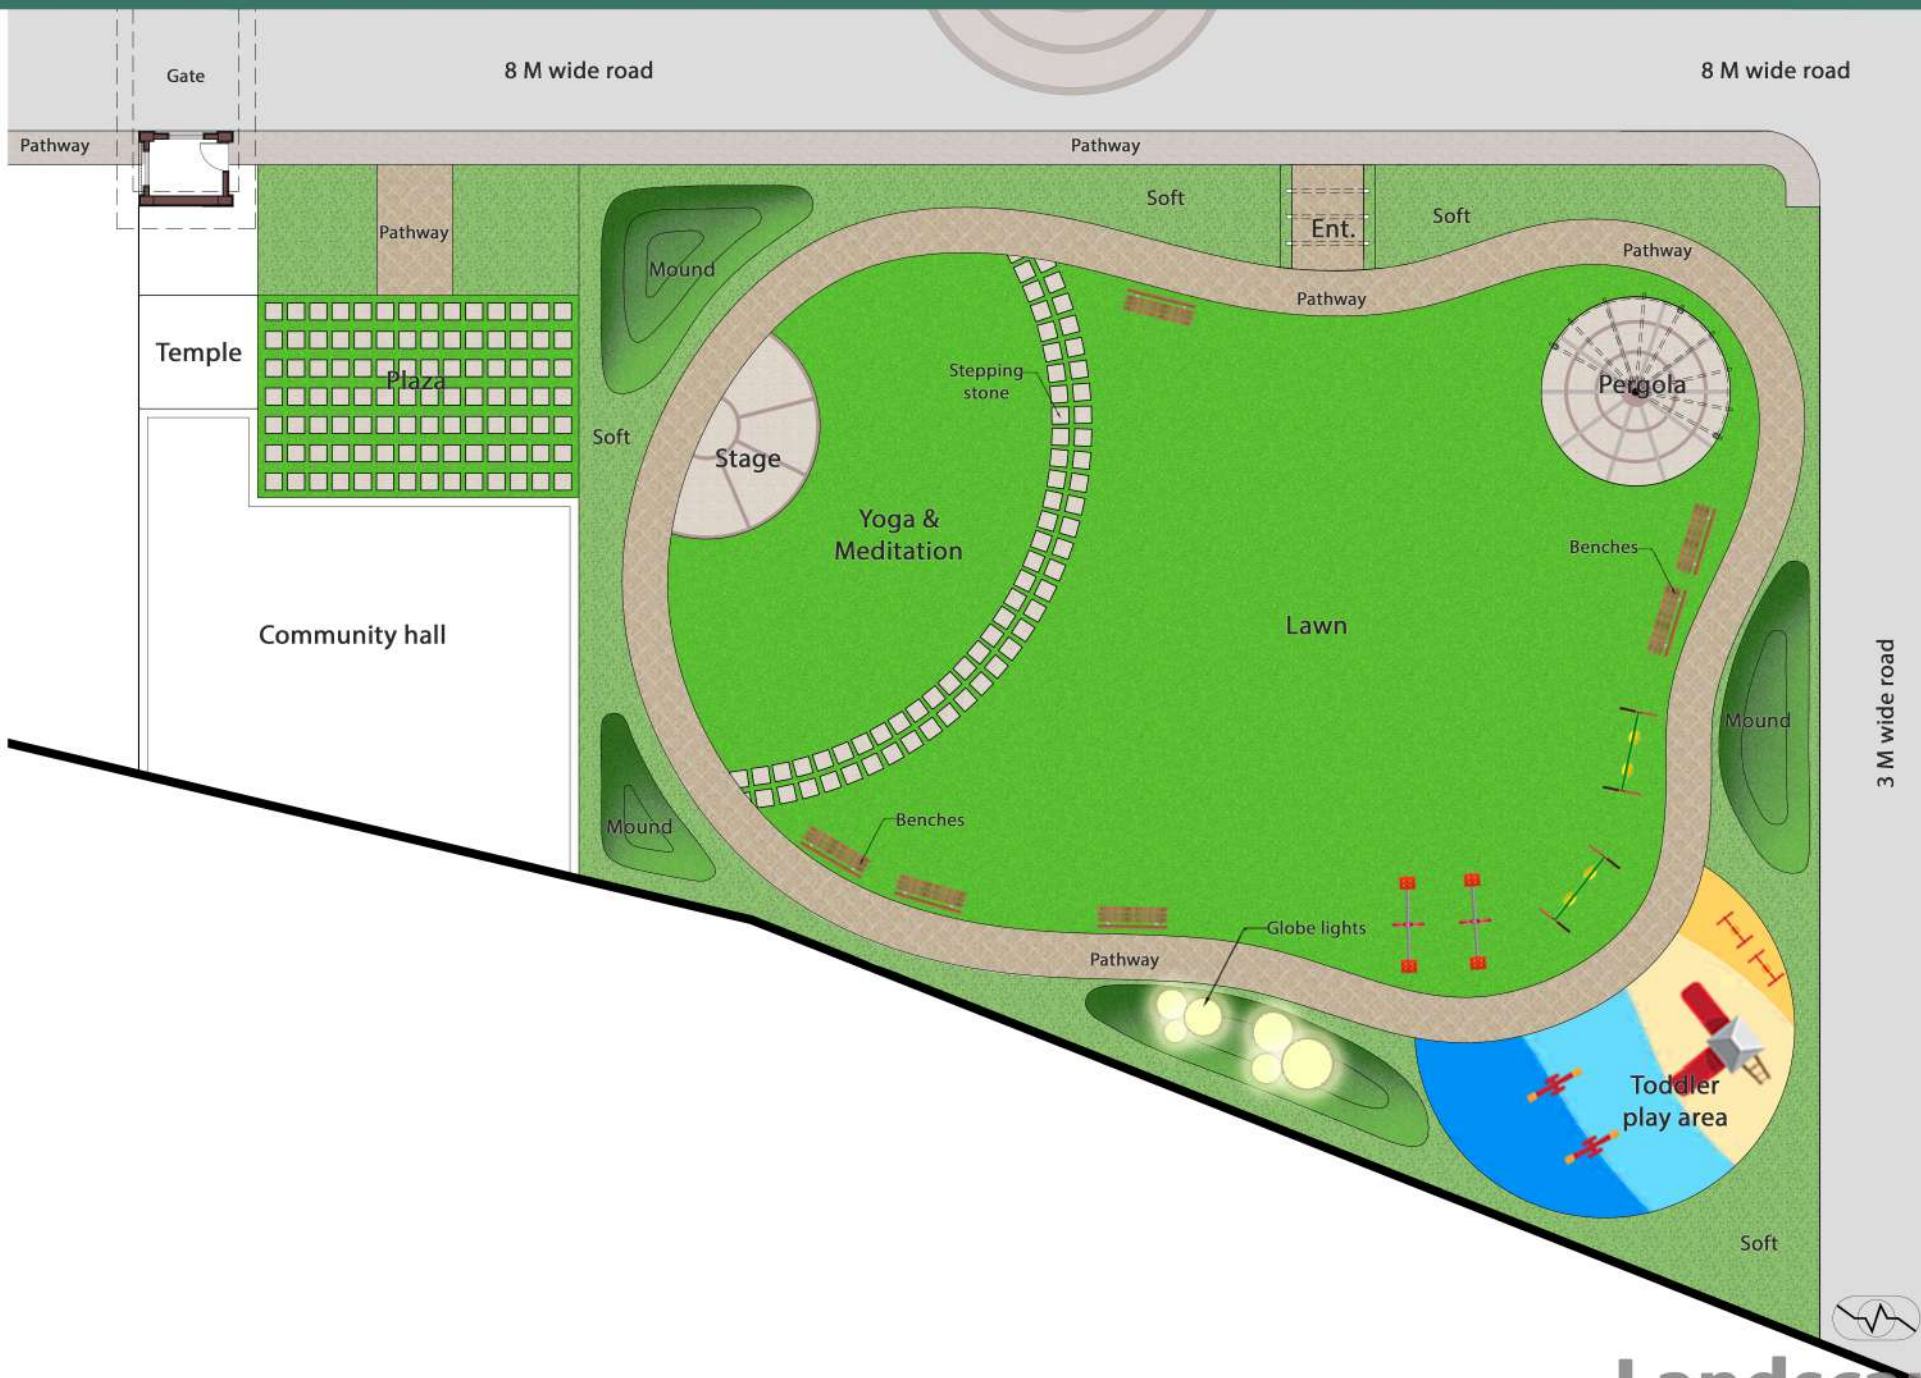 Gate
8 M wide road
8 M wide road
Pathway
Pathway
Soft
Soft
Ent.
Pathway
Pathway
Mound
Pathway
Temple
Plaza
Stepping
stone
Pergola
Soft
Stage
Yoga &
Meditation
Benches
Community hall
Lawn
Mound
3 M wide road
Mound
Benches
Globe lights
Pathway
Toddler
play area
Soft